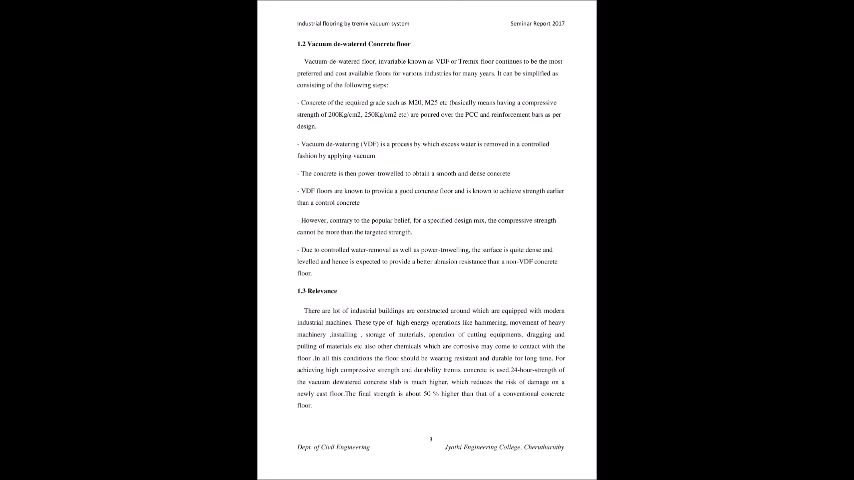 Industrial flooring by tremix vacuum system Seminar Report 2017
1.2 Vacuum de-watered Concrete floor
Vacuum de-watered floor, invariable known as VDF or Tremix floor continues to be the most
preferred and cost available floors for various industries for many years. It can be simplified as
consisting of the following steps:
- Concrete of the required grade such as M20, M25 etc (basically means having a compressive
strength of 200Kg/cm2, 250Kg/cm2 etc) are poured over the PCC and reinforcement bars as per
design.
- Vacuum de-watering (VDF) is a process by which excess water is removed in a controlled
fashion by applying vacuum
- The concrete is then power-trowelled to obtain a smooth and dense concrete
- VDF floors are known to provide a good concrete floor and is known to achieve strength earlier
than a control concrete
- However, contrary to the popular belief, for a specified design mix, the compressive strength
cannot be more than the targeted strength.
- Due to controlled water-removal as well as power-trowelling, the surface is quite dense and
levelled and hence is expected to provide a better abrasion resistance than a non-VDF concrete
floor.
1.3 Relevance
There are lot of industrial buildings are constructed around which are equipped with modern
industrial machines. These type of high energy operations like hammering, movement of heavy
machinery ,installing , storage of materials, operation of cutting equipments, dragging and
pulling of materials etc also other chemicals which are corrosive may come to contact with the
floor .In all this conditions the floor should be wearing resistant and durable for long time. For
achieving high compressive strength and durability tremix concrete is used.24-hour-strength of
the vacuum dewatered concrete slab is much higher, which reduces the risk of damage on a
newly cast floor.The final strength is about 50 % higher than that of a conventional concrete
floor.
3
Dept. of Civil Engineering Jyothi Engineering College, Cheruthuruthy